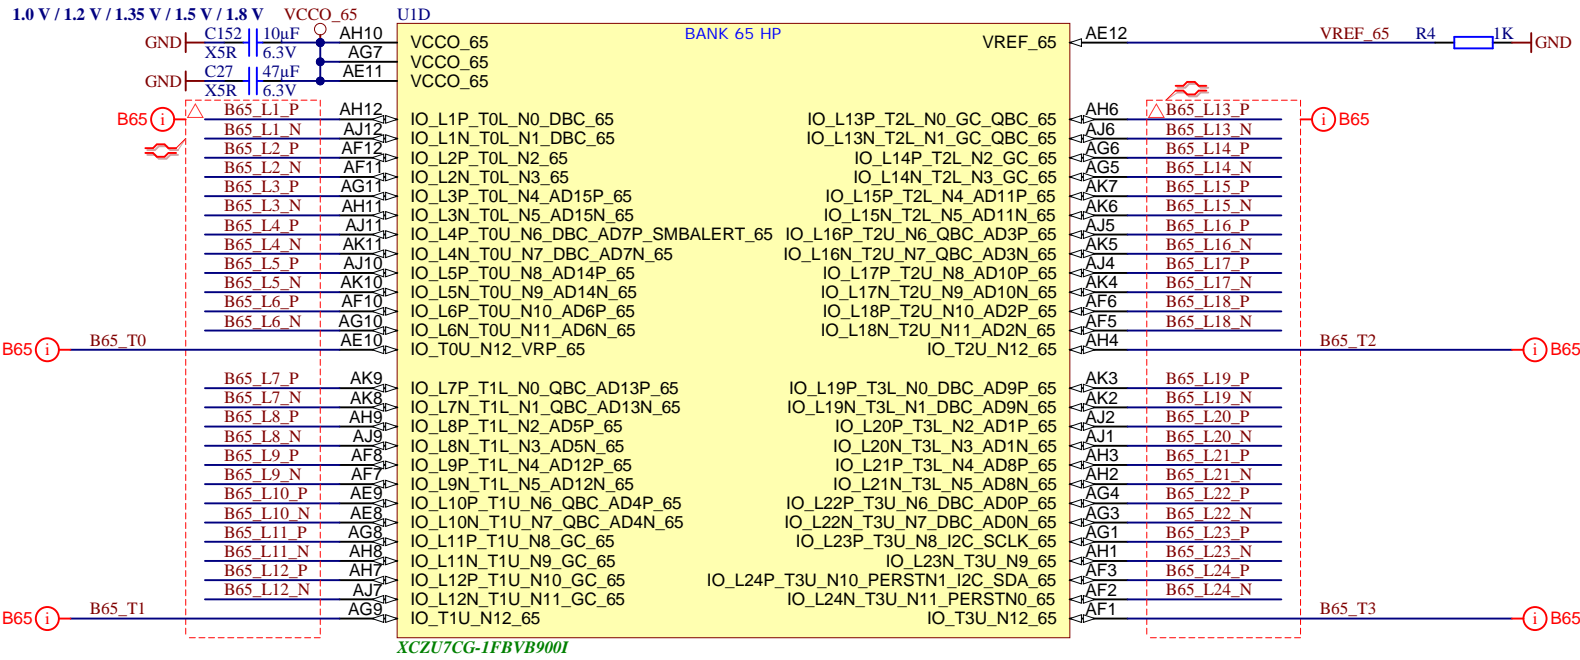 1.0 V / 1.2 V / 1.35 V / 1.5 V / 1.8 V VCCO_65 U1D
BANK 65 HP
GND C152 10µF AH10 VCCO_65 VREF_65 AE12 VREF_65 R4 1K GND
X5R 6.3V AG7 VCCO_65
GND C27 47µF AE11 VCCO_65
X5R 6.3V
B65 i B65_L1_P AH12 IO_L1P_T0L_N0_DBC_65 IO_L13P_T2L_N0_GC_QBC_65 AH6 B65_L13_P i B65
B65_L1_N AJ12 IO_L1N_T0L_N1_DBC_65 IO_L13N_T2L_N1_GC_QBC_65 AJ6 B65_L13_N
B65_L2_P AF12 IO_L2P_T0L_N2_65 IO_L14P_T2L_N2_GC_65 AG6 B65_L14_P
B65_L2_N AF11 IO_L2N_T0L_N3_65 IO_L14N_T2L_N3_GC_65 AG5 B65_L14_N
B65_L3_P AG11 IO_L3P_T0L_N4_AD15P_65 IO_L15P_T2L_N4_AD11P_65 AK7 B65_L15_P
B65_L3_N AH11 IO_L3N_T0L_N5_AD15N_65 IO_L15N_T2L_N5_AD11N_65 AK6 B65_L15_N
B65_L4_P AJ11 IO_L4P_T0U_N6_DBC_AD7P_SMBALERT_65 IO_L16P_T2U_N6_QBC_AD3P_65 AJ5 B65_L16_P
B65_L4_N AK11 IO_L4N_T0U_N7_DBC_AD7N_65 IO_L16N_T2U_N7_QBC_AD3N_65 AK5 B65_L16_N
B65_L5_P AJ10 IO_L5P_T0U_N8_AD14P_65 IO_L17P_T2U_N8_AD10P_65 AJ4 B65_L17_P
B65_L5_N AK10 IO_L5N_T0U_N9_AD14N_65 IO_L17N_T2U_N9_AD10N_65 AK4 B65_L17_N
B65_L6_P AF10 IO_L6P_T0U_N10_AD6P_65 IO_L18P_T2U_N10_AD2P_65 AF6 B65_L18_P
B65_L6_N AG10 IO_L6N_T0U_N11_AD6N_65 IO_L18N_T2U_N11_AD2N_65 AF5 B65_L18_N
B65 i B65_T0 AE10 IO_T0U_N12_VRP_65 IO_T2U_N12_65 AH4 B65_T2 i B65
B65_L7_P AK9 IO_L7P_T1L_N0_QBC_AD13P_65 IO_L19P_T3L_N0_DBC_AD9P_65 AK3 B65_L19_P
B65_L7_N AK8 IO_L7N_T1L_N1_QBC_AD13N_65 IO_L19N_T3L_N1_DBC_AD9N_65 AK2 B65_L19_N
B65_L8_P AH9 IO_L8P_T1L_N2_AD5P_65 IO_L20P_T3L_N2_AD1P_65 AJ2 B65_L20_P
B65_L8_N AJ9 IO_L8N_T1L_N3_AD5N_65 IO_L20N_T3L_N3_AD1N_65 AJ1 B65_L20_N
B65_L9_P AF8 IO_L9P_T1L_N4_AD12P_65 IO_L21P_T3L_N4_AD8P_65 AH3 B65_L21_P
B65_L9_N AF7 IO_L9N_T1L_N5_AD12N_65 IO_L21N_T3L_N5_AD8N_65 AH2 B65_L21_N
B65_L10_P AE9 IO_L10P_T1U_N6_QBC_AD4P_65 IO_L22P_T3U_N6_DBC_AD0P_65 AG4 B65_L22_P
B65_L10_N AE8 IO_L10N_T1U_N7_QBC_AD4N_65 IO_L22N_T3U_N7_DBC_AD0N_65 AG3 B65_L22_N
B65_L11_P AG8 IO_L11P_T1U_N8_GC_65 IO_L23P_T3U_N8_I2C_SCLK_65 AG1 B65_L23_P
B65_L11_N AH8 IO_L11N_T1U_N9_GC_65 IO_L23N_T3U_N9_65 AH1 B65_L23_N
B65_L12_P AH7 IO_L12P_T1U_N10_GC_65 IO_L24P_T3U_N10_PERSTN1_I2C_SDA_65 AF3 B65_L24_P
B65_L12_N AJ7 IO_L12N_T1U_N11_GC_65 IO_L24N_T3U_N11_PERSTN0_65 AF2 B65_L24_N
B65 i B65_T1 AG9 IO_T1U_N12_65 IO_T3U_N12_65 AF1 B65_T3 i B65
XCZU7CG-1FBVB900I